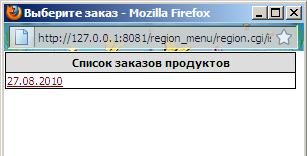 Выберите заказ - Mozilla Firefox
http://127.0.0.1:8081/region_menu/region.cgi/is
Список заказов продуктов
27.08.2010